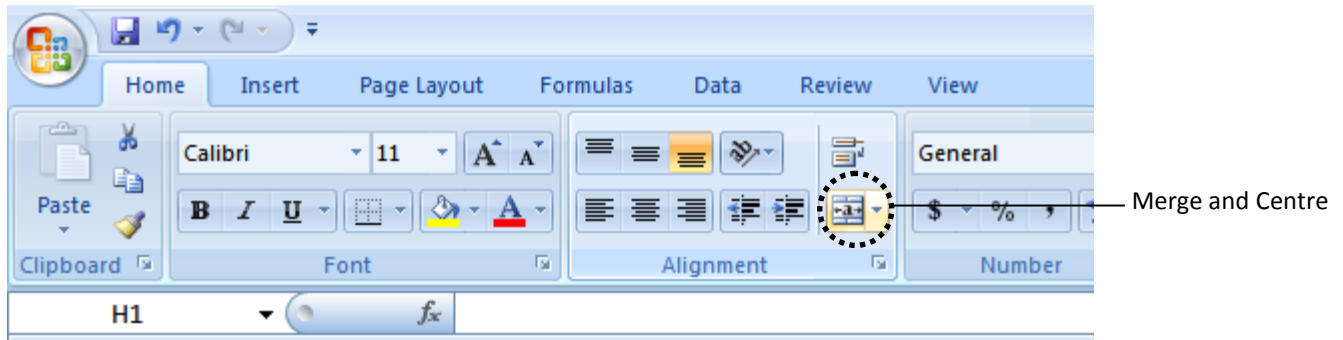 Home Insert Page Layout Formulas Data Review View
Calibri 11 A A General
Paste B I U A a $ % , Merge and Centre
Clipboard Font Alignment Number
H1 fx